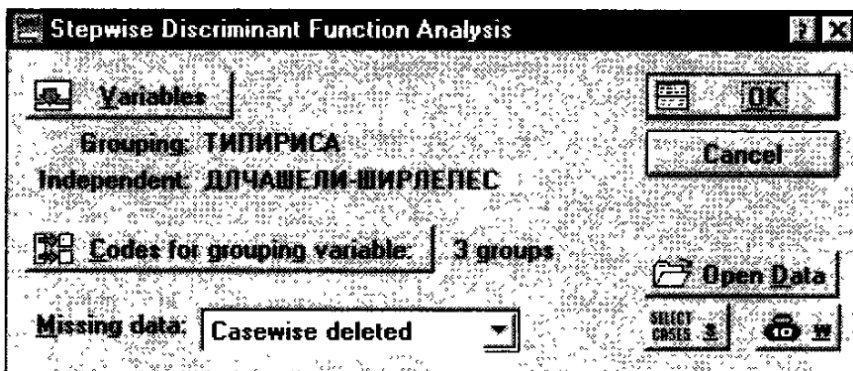 Stepwise Discriminant Function Analysis
Variables
OK
Grouping: ТИПИРИСА
Cancel
Independent: ДЛЧАШЕЛИ-ШИРЛЕПЕС
Codes for grouping variable: 3 groups
Open Data
Missing data: Casewise deleted
SELECT CASES S
W